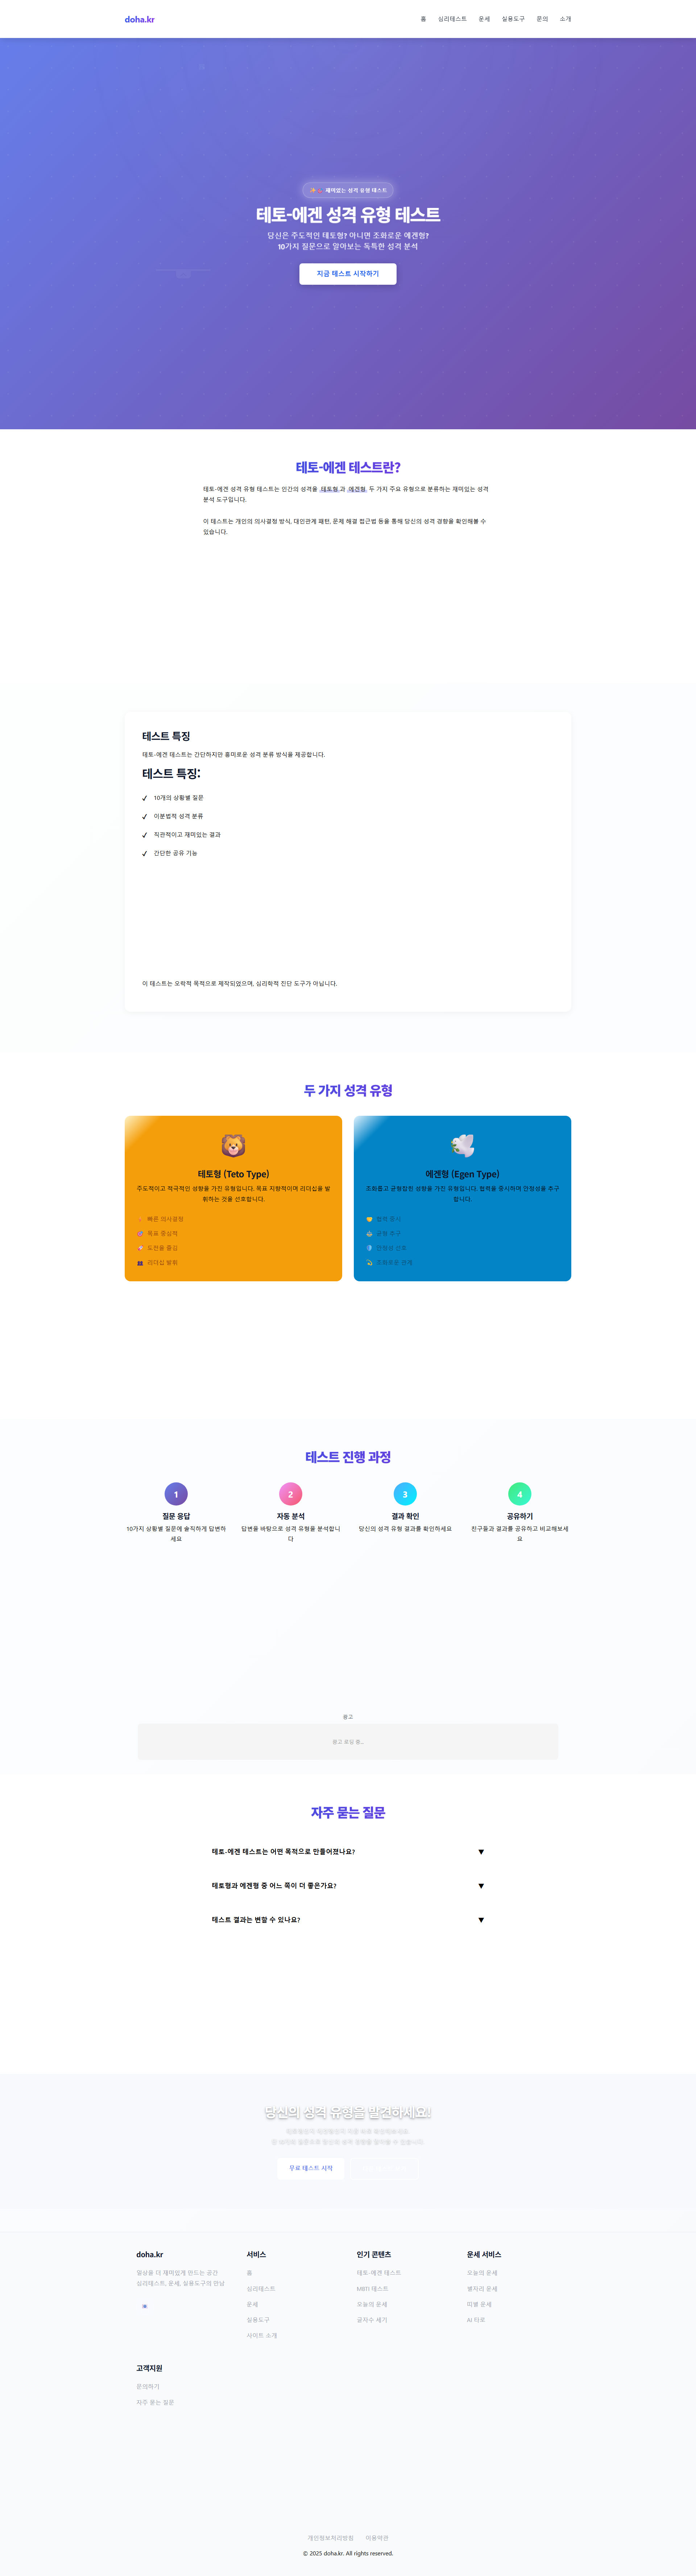 doha.kr
홈 심리테스트 운세 실용도구 문의 소개
재미있는 성격 유형 테스트
테토-에겐 성격 유형 테스트
당신은 주도적인 테토형? 아니면 조화로운 에겐형?
10가지 질문으로 알아보는 독특한 성격 분석
지금 테스트 시작하기
테토-에겐 테스트란?
테토-에겐 성격 유형 테스트는 인간의 성격을 테토형과 에겐형 두 가지 주요 유형으로 분류하는 재미있는 성격
분석 도구입니다.
이 테스트는 개인의 의사결정 방식, 대인관계 패턴, 문제 해결 접근법 등을 통해 당신의 성격 경향을 확인해볼 수
있습니다.
테스트 특징
테토-에겐 테스트는 간단하지만 흥미로운 성격 분류 방식을 제공합니다.
테스트 특징:
✓ 10개의 상황별 질문
✓ 이분법적 성격 분류
✓ 직관적이고 재미있는 결과
✓ 간단한 공유 기능
이 테스트는 오락적 목적으로 제작되었으며, 심리학적 진단 도구가 아닙니다.
두 가지 성격 유형
테토형 (Teto Type)
주도적이고 적극적인 성향을 가진 유형입니다. 목표 지향적이며 리더십을 발
휘하는 것을 선호합니다.
빠른 의사결정
목표 중심적
도전을 즐김
리더십 발휘
에겐형 (Egen Type)
조화롭고 균형잡힌 성향을 가진 유형입니다. 협력을 중시하며 안정성을 추구
합니다.
협력 중시
균형 추구
안정성 선호
조화로운 관계
테스트 진행 과정
1
질문 응답
10가지 상황별 질문에 솔직하게 답변하
세요
2
자동 분석
답변을 바탕으로 성격 유형을 분석합니
다
3
결과 확인
당신의 성격 유형 결과를 확인하세요
4
공유하기
친구들과 결과를 공유하고 비교해보세
요
광고
광고 로딩 중...
자주 묻는 질문
테토-에겐 테스트는 어떤 목적으로 만들어졌나요? ▼
테토형과 에겐형 중 어느 쪽이 더 좋은가요? ▼
테스트 결과는 변할 수 있나요? ▼
당신의 성격 유형을 발견하세요!
무료 테스트 시작
doha.kr
일상을 더 재미있게 만드는 공간
심리테스트, 운세, 실용도구의 만남
서비스
홈
심리테스트
운세
실용도구
사이트 소개
인기 콘텐츠
테토-에겐 테스트
MBTI 테스트
오늘의 운세
글자수 세기
운세 서비스
오늘의 운세
별자리 운세
띠별 운세
AI 타로
고객지원
문의하기
자주 묻는 질문
개인정보처리방침 이용약관
© 2025 doha.kr. All rights reserved.